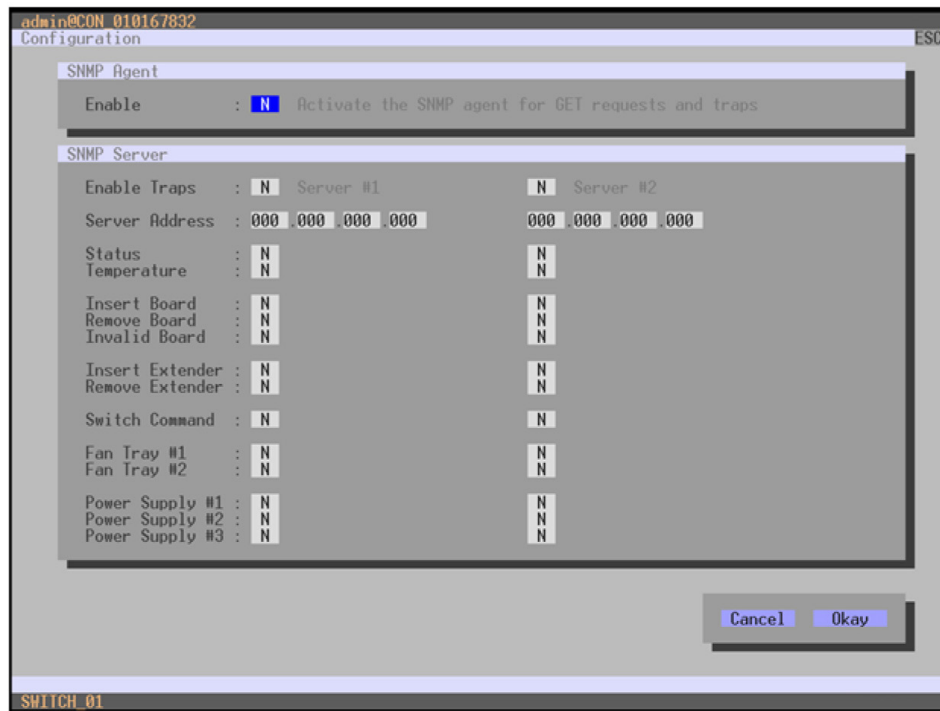 admin@CON_010167832
Configuration ESC
SNMP Agent
Enable : N Activate the SNMP agent for GET requests and traps
SNMP Server
Enable Traps : N Server #1 N Server #2
Server Address : 000 .000 .000 .000 000 .000 .000 .000
Status : N N
Temperature : N N
Insert Board : N N
Remove Board : N N
Invalid Board : N N
Insert Extender : N N
Remove Extender : N N
Switch Command : N N
Fan Tray #1 : N N
Fan Tray #2 : N N
Power Supply #1 : N N
Power Supply #2 : N N
Power Supply #3 : N N
Cancel Okay
SWITCH_01